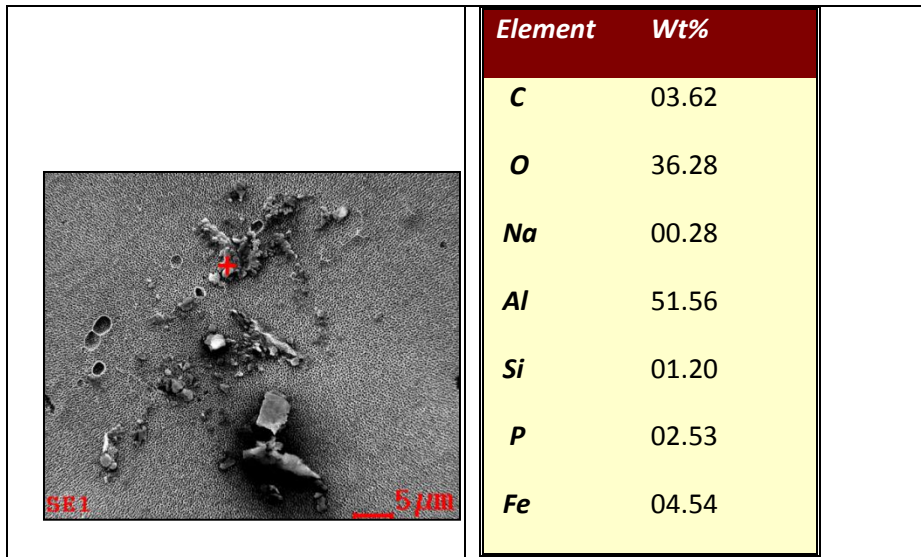 Element Wt%
C 03.62
O 36.28
Na 00.28
Al 51.56
Si 01.20
P 02.53
Fe 04.54
SE1 5 µm